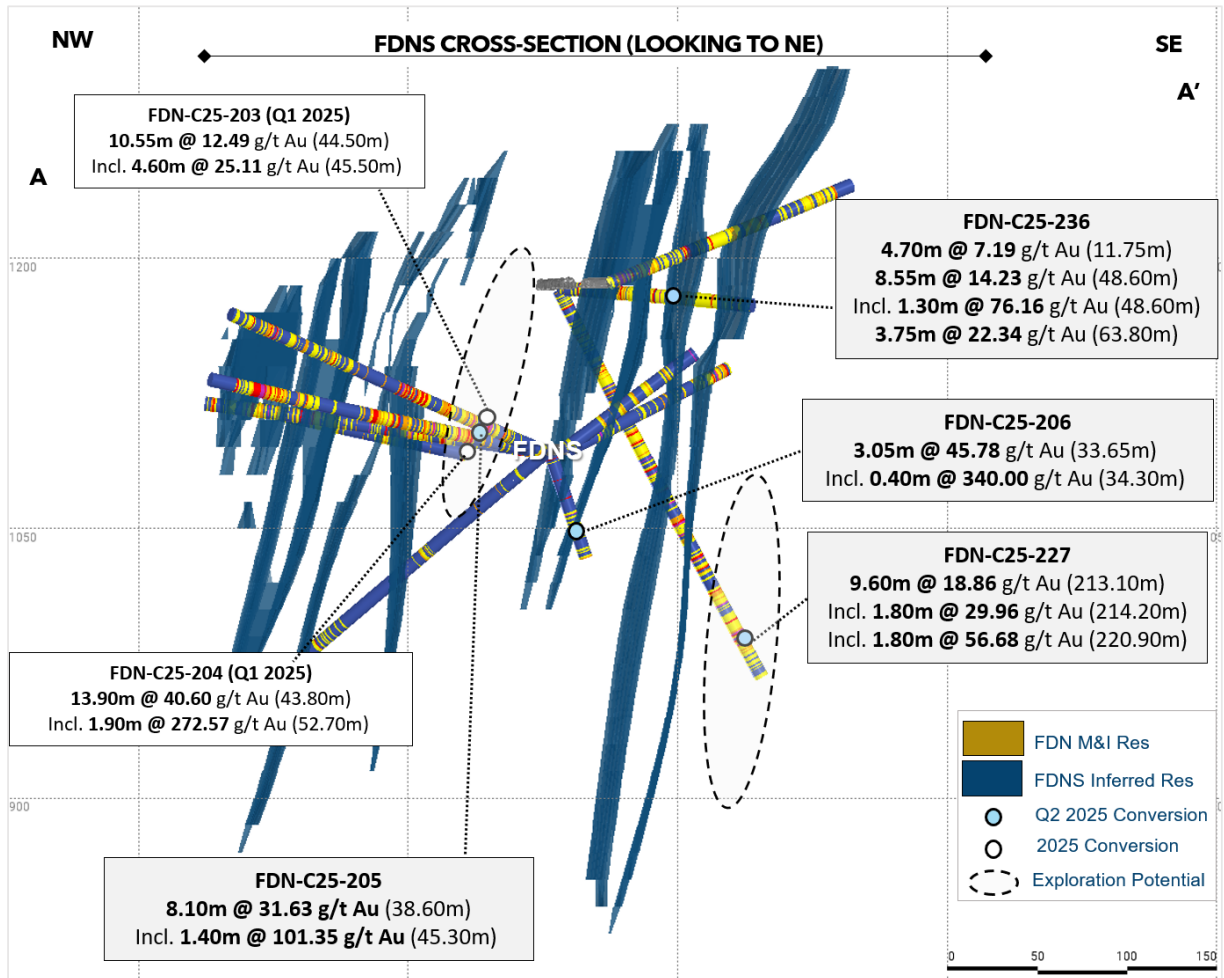 NW
FDNS CROSS-SECTION (LOOKING TO NE)
SE
A'
A
FDN-C25-203 (Q1 2025)
10.55m @ 12.49 g/t Au (44.50m)
Incl. 4.60m @ 25.11 g/t Au (45.50m)
1200
FDN-C25-236
4.70m @ 7.19 g/t Au (11.75m)
8.55m @ 14.23 g/t Au (48.60m)
Incl. 1.30m @ 76.16 g/t Au (48.60m)
3.75m @ 22.34 g/t Au (63.80m)
FDNS
FDN-C25-206
3.05m @ 45.78 g/t Au (33.65m)
Incl. 0.40m @ 340.00 g/t Au (34.30m)
1050
FDN-C25-227
9.60m @ 18.86 g/t Au (213.10m)
Incl. 1.80m @ 29.96 g/t Au (214.20m)
Incl. 1.80m @ 56.68 g/t Au (220.90m)
FDN-C25-204 (Q1 2025)
13.90m @ 40.60 g/t Au (43.80m)
Incl. 1.90m @ 272.57 g/t Au (52.70m)
900
FDN-C25-205
8.10m @ 31.63 g/t Au (38.60m)
Incl. 1.40m @ 101.35 g/t Au (45.30m)
FDN M&I Res
FDNS Inferred Res
Q2 2025 Conversion
2025 Conversion
Exploration Potential
0 50 100 150